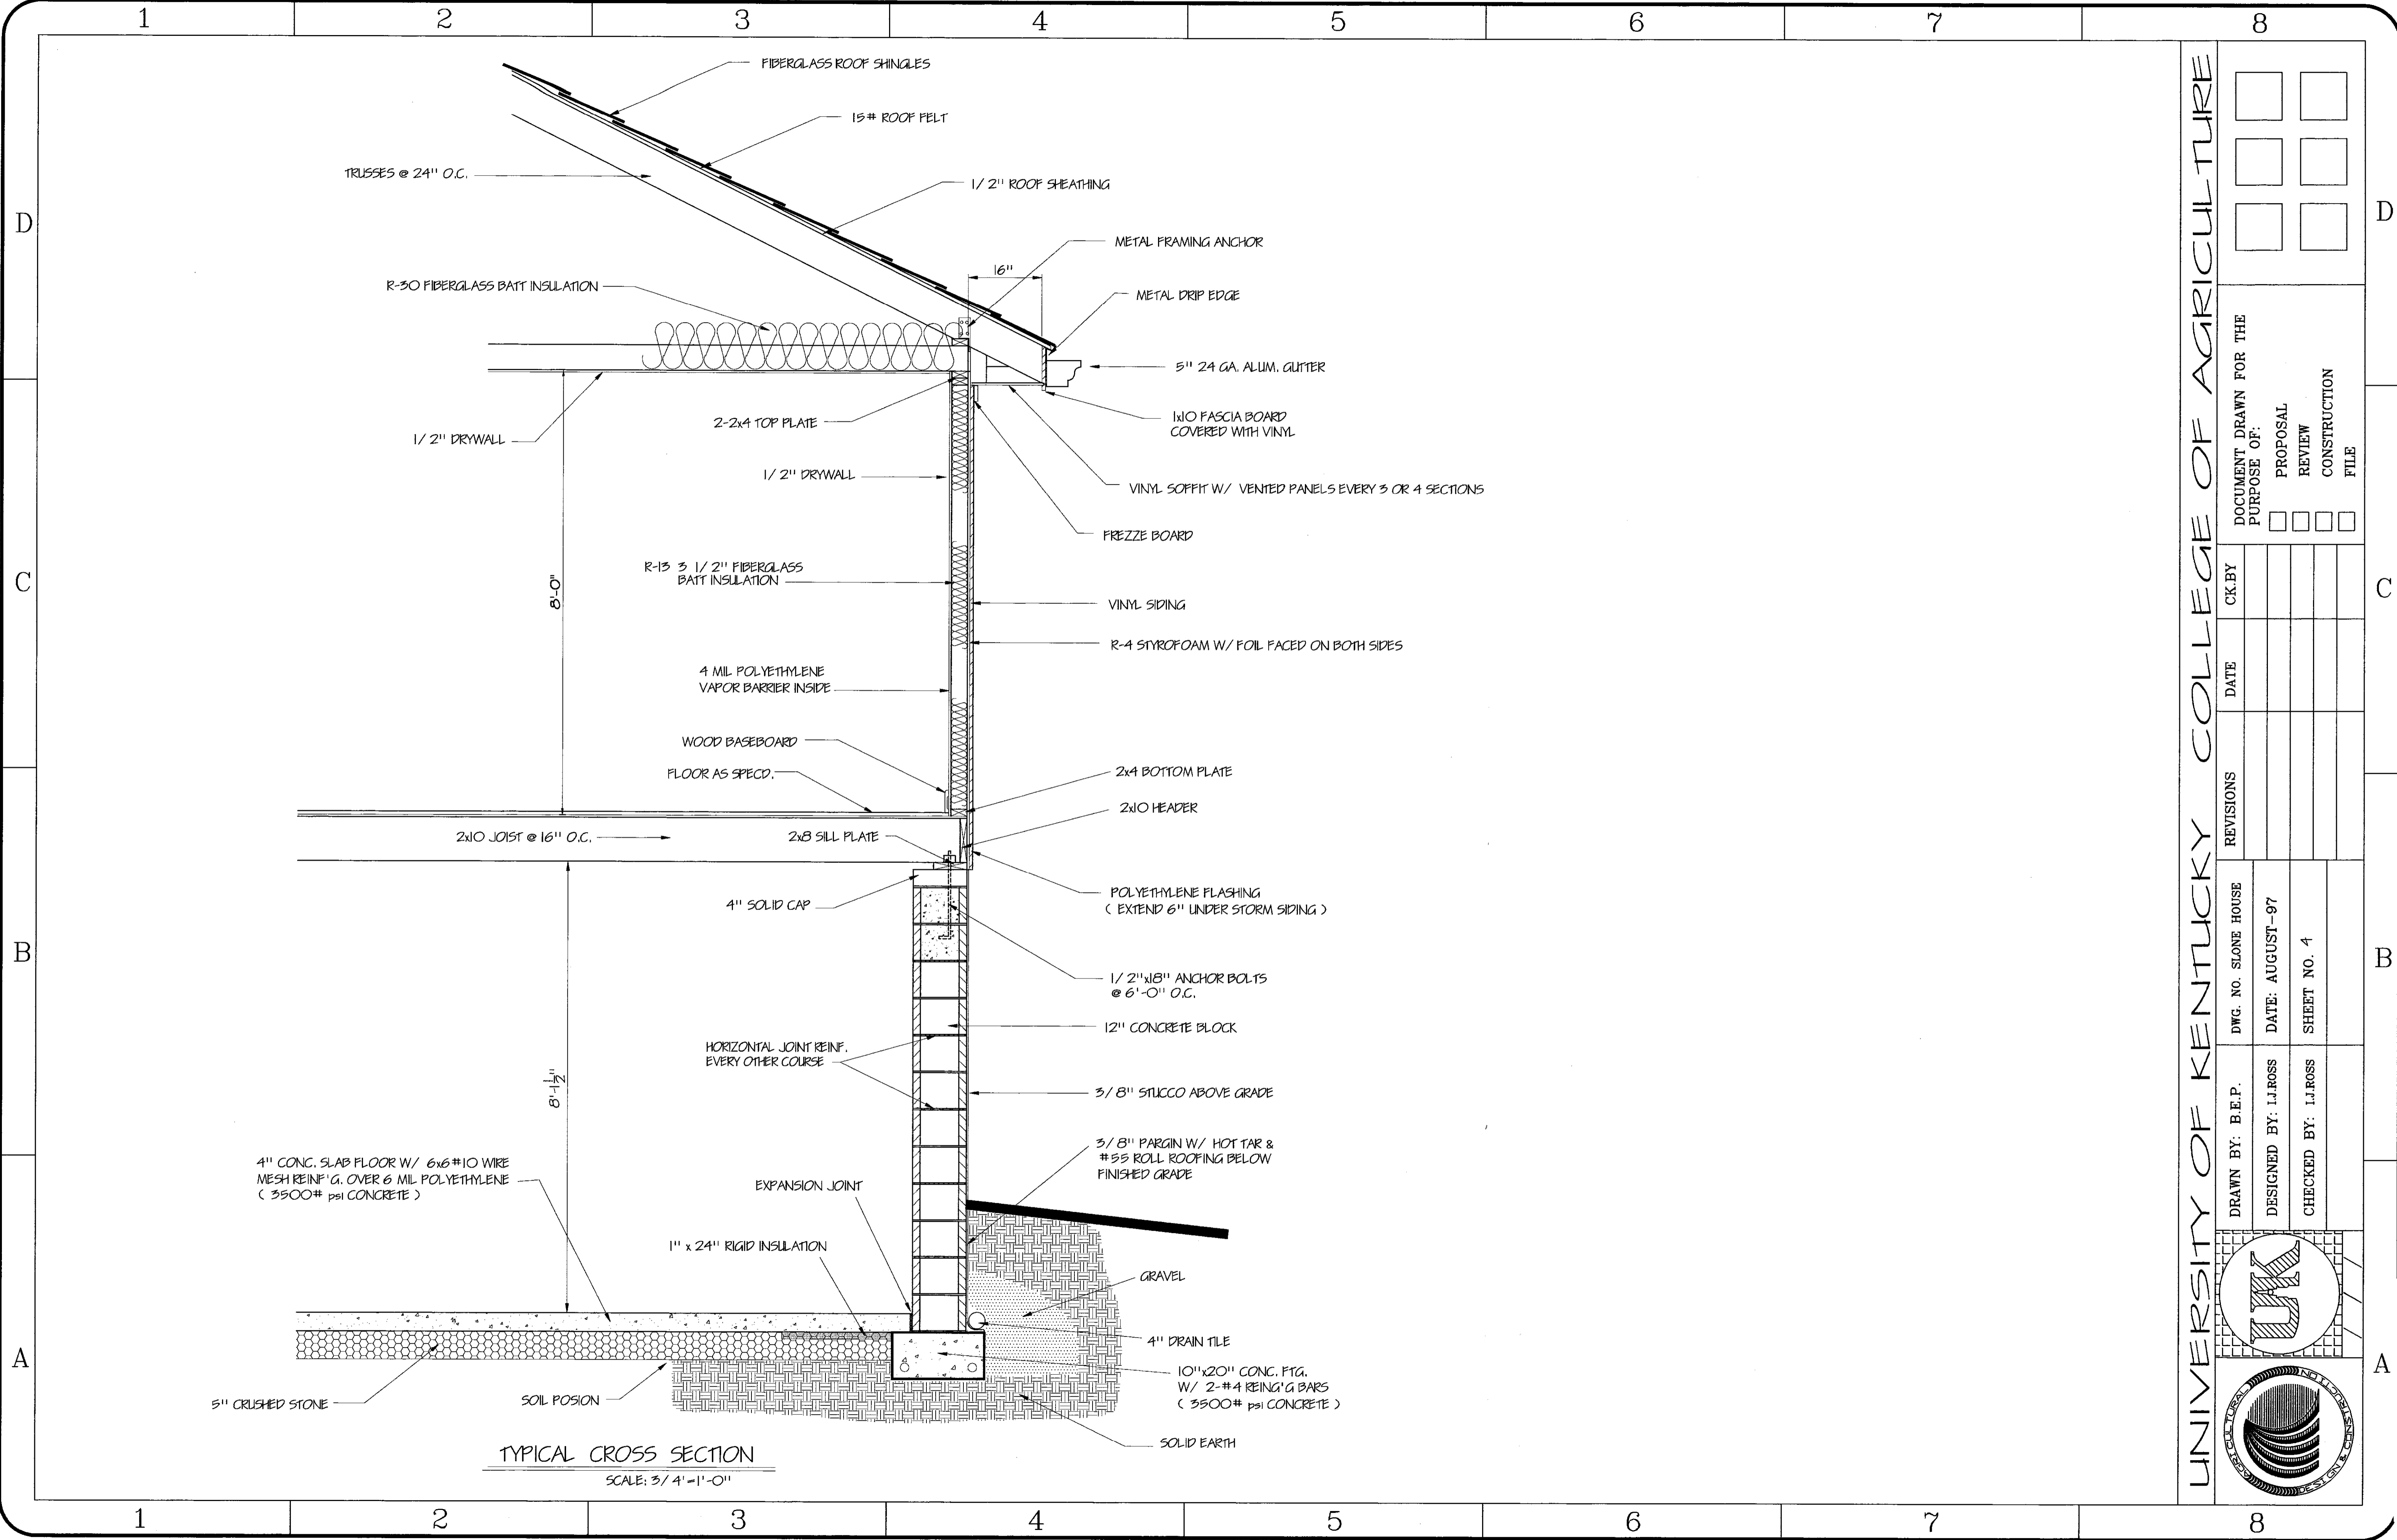 1 2 3 4 5 6 7 8
D
C
B
A
FIBERGLASS ROOF SHINGLES
15# ROOF FELT
TRUSSES @ 24" O.C.
1/2" ROOF SHEATHING
METAL FRAMING ANCHOR
16"
R-30 FIBERGLASS BATT INSULATION
METAL DRIP EDGE
5" 24 GA. ALUM. GUTTER
2-2x4 TOP PLATE
1x10 FASCIA BOARD
COVERED WITH VINYL
1/2" DRYWALL
1/2" DRYWALL
VINYL SOFFIT W/ VENTED PANELS EVERY 3 OR 4 SECTIONS
FREZZE BOARD
R-13 3 1/2" FIBERGLASS
BATT INSULATION
8'-0"
VINYL SIDING
R-4 STYROFOAM W/ FOIL FACED ON BOTH SIDES
4 MIL POLYETHYLENE
VAPOR BARRIER INSIDE
WOOD BASEBOARD
FLOOR AS SPECD.
2x4 BOTTOM PLATE
2x10 HEADER
2x10 JOIST @ 16" O.C.
2x8 SILL PLATE
4" SOLID CAP
POLYETHYLENE FLASHING
( EXTEND 6" UNDER STORM SIDING )
1/2"x18" ANCHOR BOLTS
@ 6'-0" O.C.
12" CONCRETE BLOCK
HORIZONTAL JOINT REINF.
EVERY OTHER COURSE
8'-1 1/2"
3/8" STUCCO ABOVE GRADE
3/8" PARGIN W/ HOT TAR &
#55 ROLL ROOFING BELOW
FINISHED GRADE
4" CONC. SLAB FLOOR W/ 6x6 #10 WIRE
MESH REINF'G. OVER 6 MIL POLYETHYLENE
( 3500# psi CONCRETE )
EXPANSION JOINT
1" x 24" RIGID INSULATION
GRAVEL
4" DRAIN TILE
10"x20" CONC. FTG.
W/ 2-#4 REING'G BARS
( 3500# psi CONCRETE )
5" CRUSHED STONE
SOIL POSION
SOLID EARTH
TYPICAL CROSS SECTION
SCALE: 3/4'=1'-0"
UNIVERSITY OF KENTUCKY COLLEGE OF AGRICULTURE
DOCUMENT DRAWN FOR THE
PURPOSE OF:
PROPOSAL
REVIEW
CONSTRUCTION
FILE
REVISIONS DATE CK.BY
DWG. NO. SLONE HOUSE
DATE: AUGUST-97
SHEET NO. 4
DRAWN BY: B.E.P.
DESIGNED BY: I.J.ROSS
CHECKED BY: I.J.ROSS
UK
AGRICULTURAL
DESIGN & CONSTRUCTION
D
C
B
A
1 2 3 4 5 6 7 8